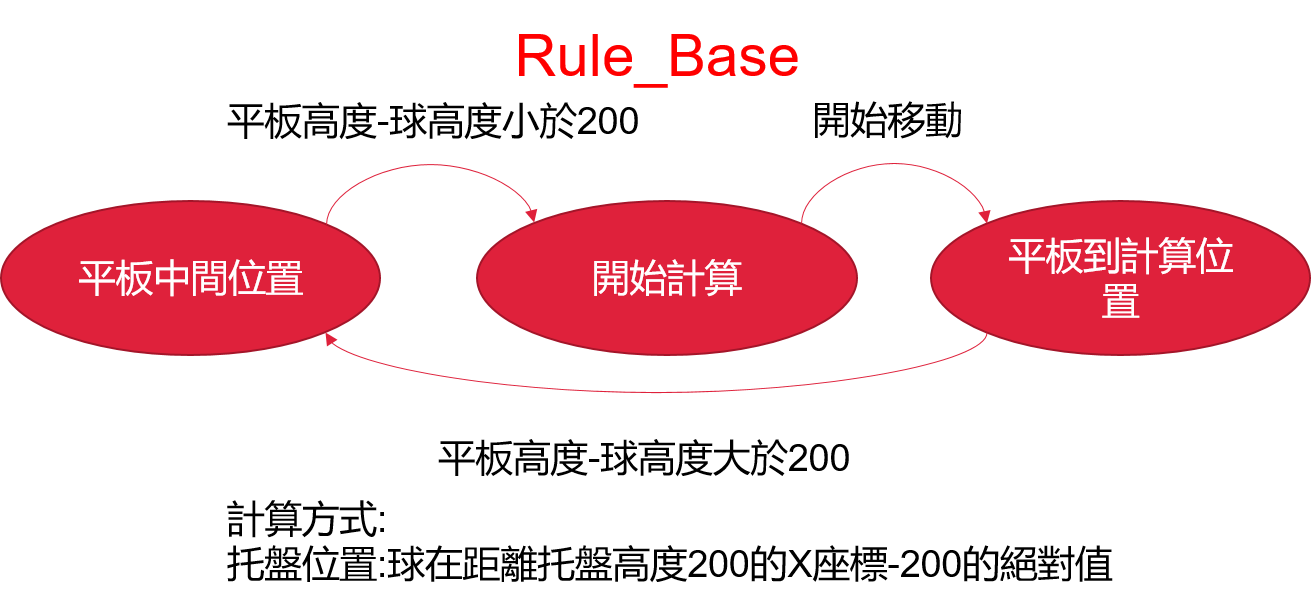 Rule_Base
平板高度-球高度小於200
開始移動
平板中間位置
開始計算
平板到計算位
置
平板高度-球高度大於200
計算方式:
托盤位置:球在距離托盤高度200的X座標-200的絕對值